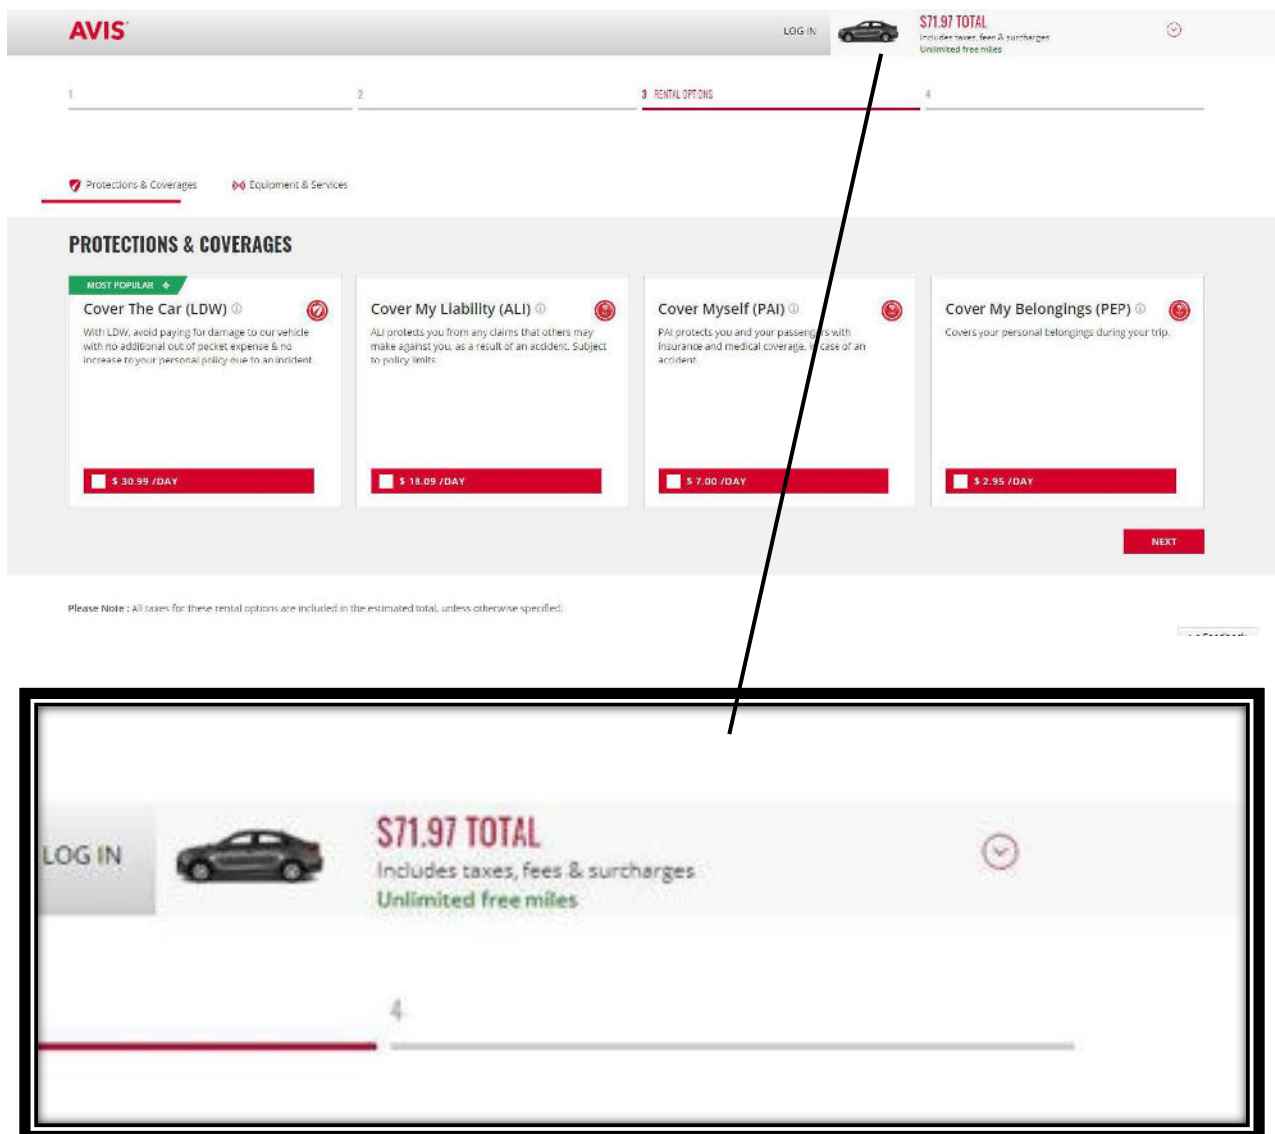 AVIS
LOG IN
$71.97 TOTAL
Includes taxes, fees & surcharges
Unlimited free miles
1
2
3 RENTAL OPTIONS
4
Protections & Coverages
Equipment & Services
PROTECTIONS & COVERAGES
MOST POPULAR
Cover The Car (LDW)
With LDW, avoid paying for damage to our vehicle
with no additional out of pocket expense & no
increase to your personal policy due to an incident.
$ 30.99 /DAY
Cover My Liability (ALI)
ALI protects you from any claims that others may
make against you, as a result of an accident. Subject
to policy limits.
$ 18.09 /DAY
Cover Myself (PAI)
PAI protects you and your passengers with
insurance and medical coverage, in case of an
accident.
$ 7.00 /DAY
Cover My Belongings (PEP)
Covers your personal belongings during your trip.
$ 2.95 /DAY
NEXT
Please Note : All taxes for these rental options are included in the estimated total, unless otherwise specified.
LOG IN
$71.97 TOTAL
Includes taxes, fees & surcharges
Unlimited free miles
4